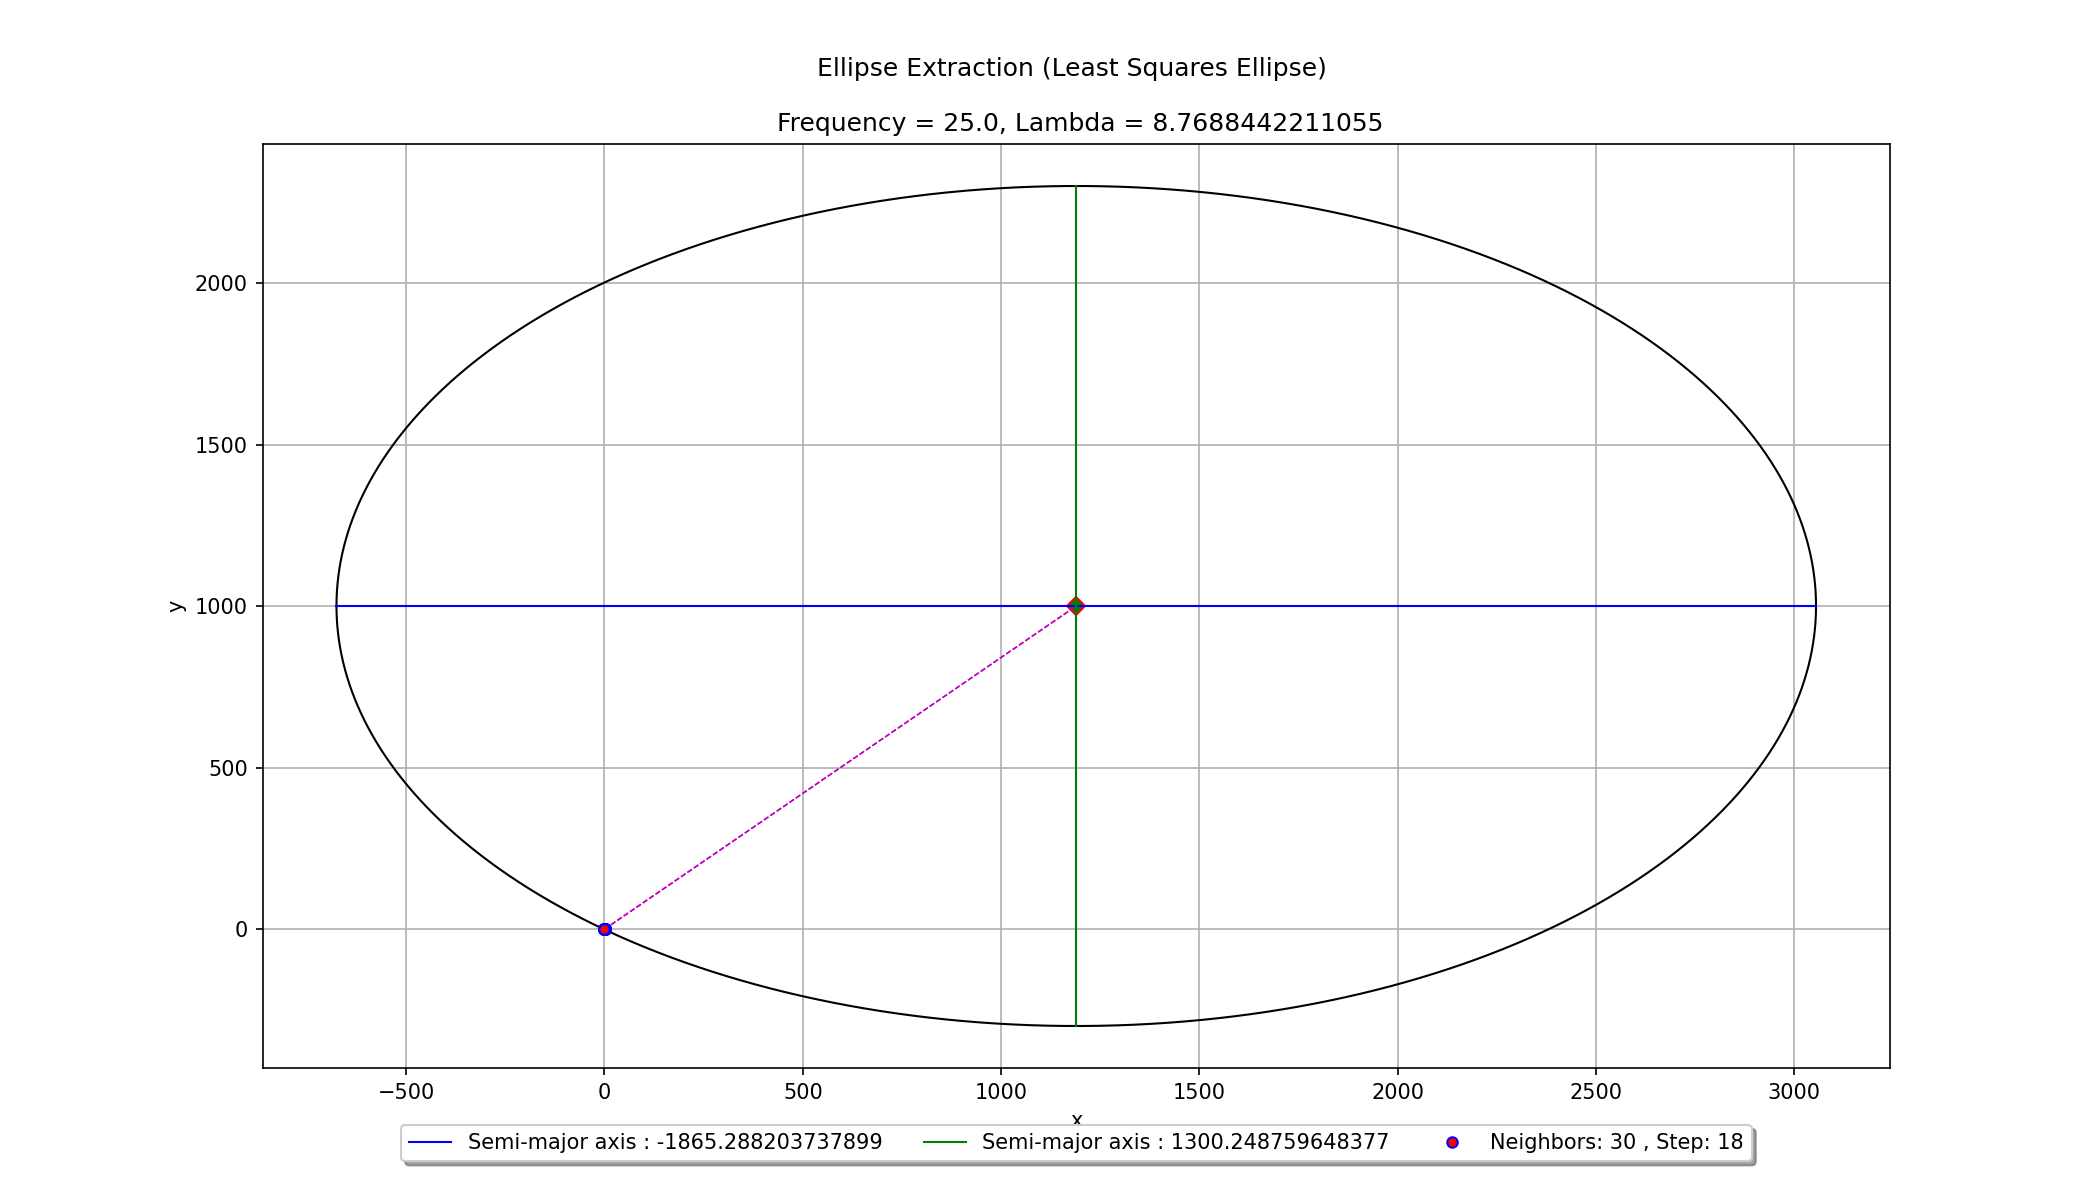 Ellipse Extraction (Least Squares Ellipse)
Frequency = 25.0, Lambda = 8.7688442211055
2000
1500
y
1000
500
0
−500 0 500 1000 1500 2000 2500 3000
x
Semi-major axis : -1865.288203737899 Semi-major axis : 1300.248759648377 Neighbors: 30 , Step: 18